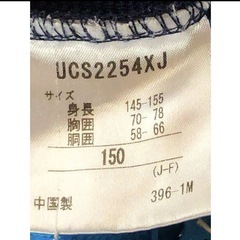 UCS2254XJ
サイズ
身長 145-155
胸囲 70-78
胴囲 58-66
150
(J-F)
中国製 396-1M